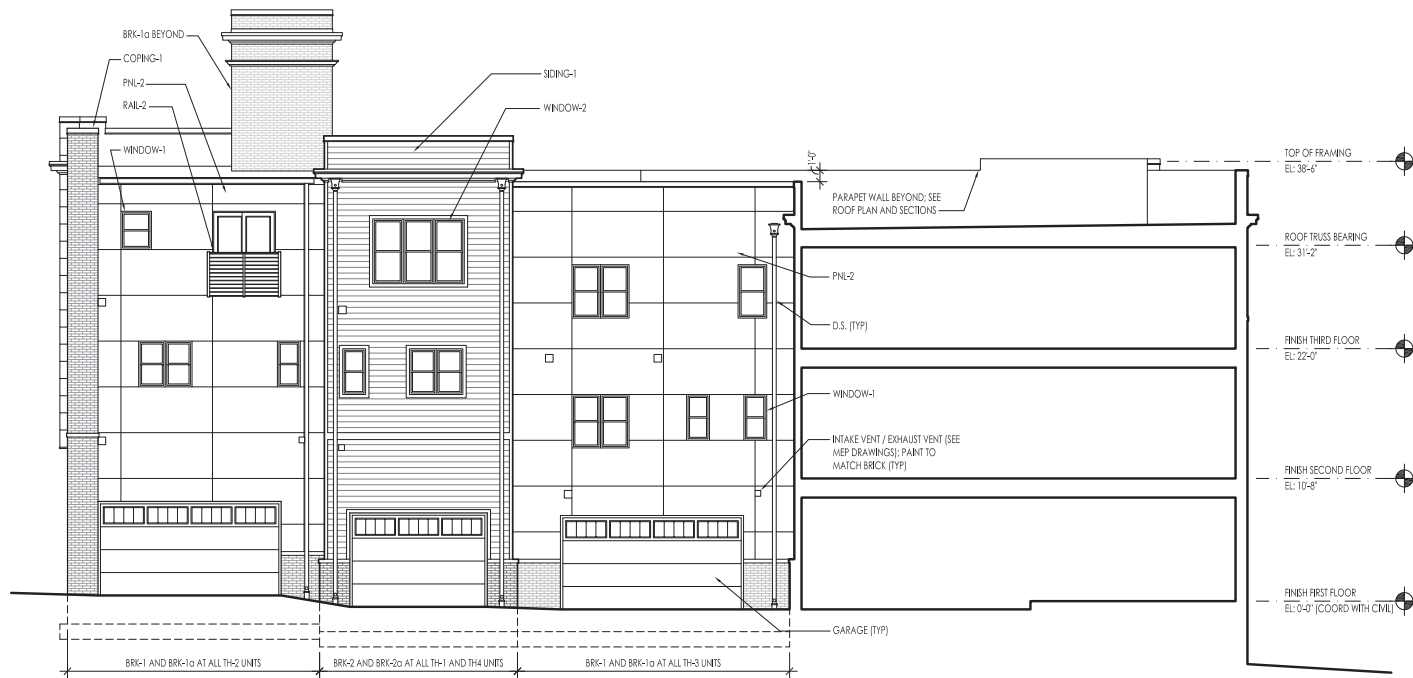 BRK-1a BEYOND
COPING-1
PNL-2
RAIL-2
WINDOW-1
SIDING-1
WINDOW-2
1'-0"
PARAPET WALL BEYOND; SEE
ROOF PLAN AND SECTIONS
PNL-2
D.S. (TYP)
WINDOW-1
INTAKE VENT / EXHAUST VENT (SEE
MEP DRAWINGS); PAINT TO
MATCH BRICK (TYP)
GARAGE (TYP)
TOP OF FRAMING
EL: 38'-6"
ROOF TRUSS BEARING
EL: 31'-2"
FINISH THIRD FLOOR
EL: 22'-0"
FINISH SECOND FLOOR
EL: 10'-8"
FINISH FIRST FLOOR
EL: 0'-0" (COORD WITH CIVIL)
BRK-1 AND BRK-1a AT ALL TH-2 UNITS
BRK-2 AND BRK-2a AT ALL TH-1 AND TH4 UNITS
BRK-1 AND BRK-1a AT ALL TH-3 UNITS